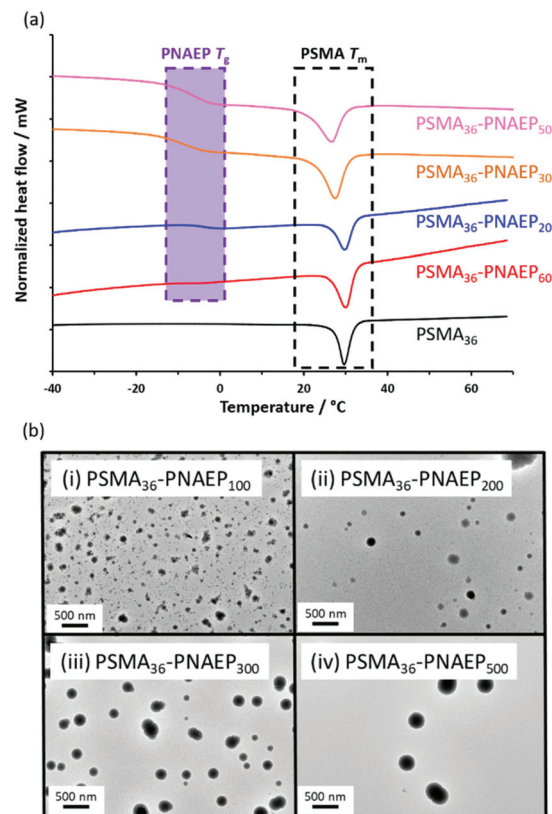 (a)
PNAEP Tg
PSMA Tm
PSMA36-PNAEP50
PSMA36-PNAEP30
PSMA36-PNAEP20
PSMA36-PNAEP60
PSMA36
Normalized heat flow / mW
-40
-20
0
20
40
60
Temperature / °C
(b)
(i) PSMA36-PNAEP100
500 nm
(ii) PSMA36-PNAEP200
500 nm
(iii) PSMA36-PNAEP300
500 nm
(iv) PSMA36-PNAEP500
500 nm